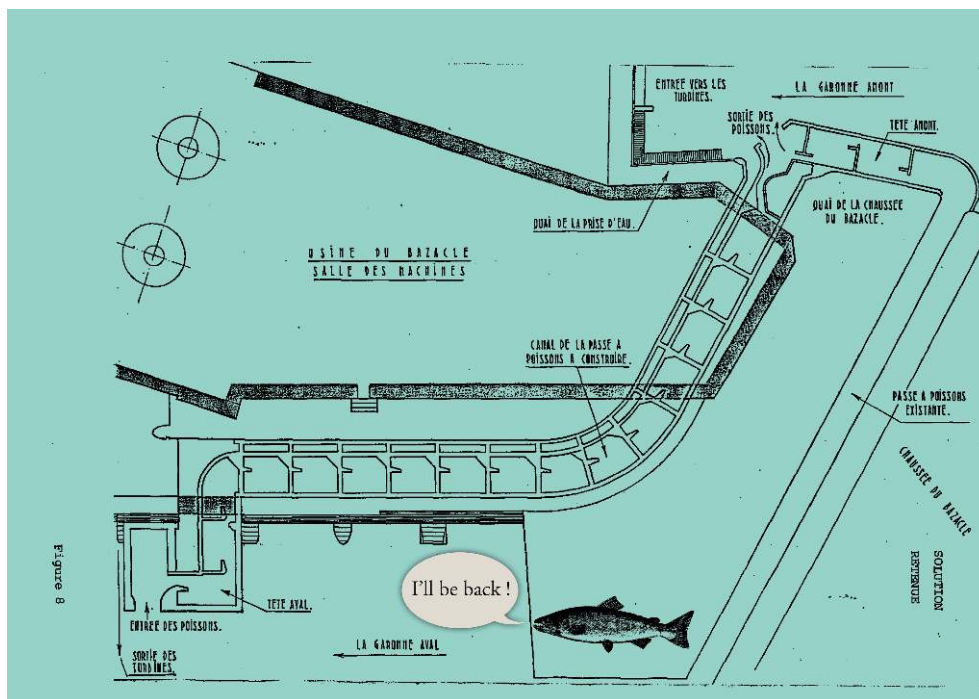 ENTREE VERS LES
TURBINES.
LA GARONNE AMONT
SORTIE DES
POISSONS.
TETE AMONT.
QUAI DE LA PRISE D'EAU.
QUAI DE LA CHAUSSEE
DU BAZACLE.
USINE DU BAZACLE
SALLE DES MACHINES
CANAL DE LA PASSE A
POISSONS A CONSTRUIRE.
PASSE A POISSONS
EXISTANTE.
CHAUSSEE DU BAZACLE
SOLUTION
RETENUE
Figure 8
I'll be back !
TETE AVAL.
ENTREE DES POISSONS.
LA GARONNE AVAL
SORTIE DES
TURBINES.